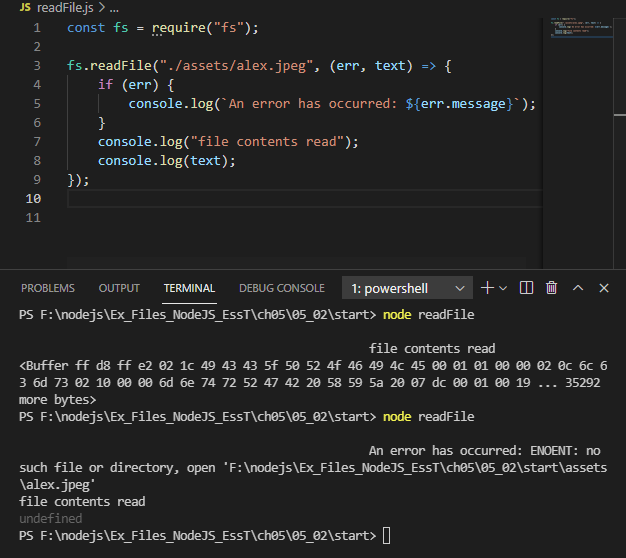 JS readFile.js > ...
1 const fs = require("fs");
2
3 fs.readFile("./assets/alex.jpeg", (err, text) => {
4     if (err) {
5         console.log(`An error has occurred: ${err.message}`);
6     }
7     console.log("file contents read");
8     console.log(text);
9 });
10
11
PROBLEMS OUTPUT TERMINAL DEBUG CONSOLE 1: powershell
PS F:\nodejs\Ex_Files_NodeJS_EssT\ch05\05_02\start> node readFile
file contents read
<Buffer ff d8 ff e2 02 1c 49 43 43 5f 50 52 4f 46 49 4c 45 00 01 01 00 00 02 0c 6c 6
3 6d 73 02 10 00 00 6d 6e 74 72 52 47 42 20 58 59 5a 20 07 dc 00 01 00 19 ... 35292
more bytes>
PS F:\nodejs\Ex_Files_NodeJS_EssT\ch05\05_02\start> node readFile
An error has occurred: ENOENT: no
such file or directory, open 'F:\nodejs\Ex_Files_NodeJS_EssT\ch05\05_02\start\assets
\alex.jpeg'
file contents read
undefined
PS F:\nodejs\Ex_Files_NodeJS_EssT\ch05\05_02\start>